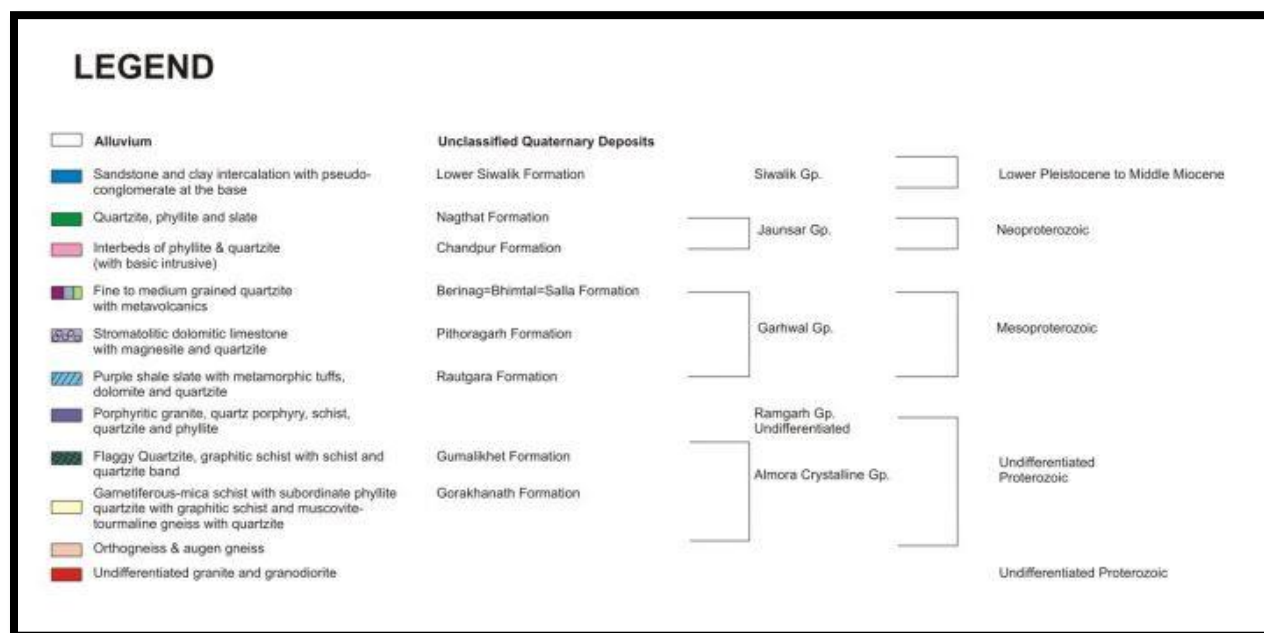 LEGEND
Alluvium Unclassified Quaternary Deposits
Sandstone and clay intercalation with pseudo- Lower Siwalik Formation Siwalik Gp. Lower Pleistocene to Middle Miocene
conglomerate at the base
Quartzite, phyllite and slate Nagthat Formation
Jaunsar Gp. Neoproterozoic
Interbeds of phyllite & quartzite Chandpur Formation
(with basic intrusive)
Fine to medium grained quartzite Berinag=Bhimtal=Salla Formation
with metavolcanics
Garhwal Gp. Mesoproterozoic
Stromatolitic dolomitic limestone Pithoragarh Formation
with magnesite and quartzite
Purple shale slate with metamorphic tuffs, Rautgara Formation
dolomite and quartzite
Porphyritic granite, quartz porphyry, schist, Ramgarh Gp.
quartzite and phyllite Undifferentiated
Flaggy Quartzite, graphitic schist with schist and Gumalikhet Formation Undifferentiated
quartzite band Almora Crystalline Gp. Proterozoic
Garnetiferous-mica schist with subordinate phyllite Gorakhanath Formation
quartzite with graphitic schist and muscovite-
tourmaline gneiss with quartzite
Orthogneiss & augen gneiss
Undifferentiated granite and granodiorite Undifferentiated Proterozoic